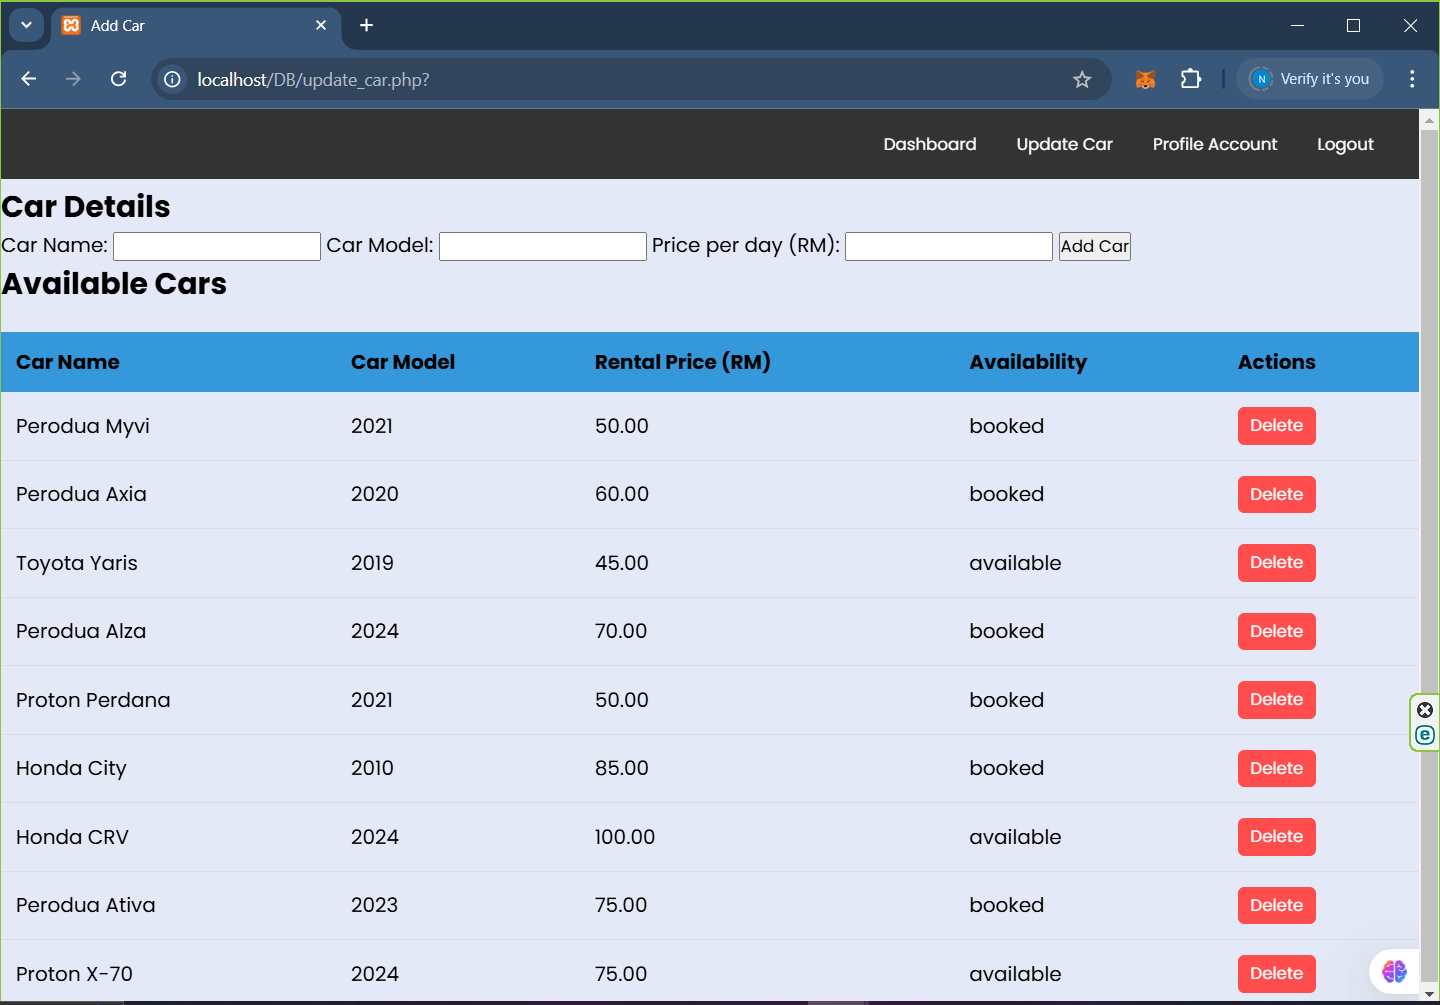 Add Car
localhost/DB/update_car.php?
N Verify it's you
Dashboard Update Car Profile Account Logout
Car Details
Car Name: Car Model: Price per day (RM): Add Car
Available Cars
Car Name Car Model Rental Price (RM) Availability Actions
Perodua Myvi 2021 50.00 booked Delete
Perodua Axia 2020 60.00 booked Delete
Toyota Yaris 2019 45.00 available Delete
Perodua Alza 2024 70.00 booked Delete
Proton Perdana 2021 50.00 booked Delete
e
Honda City 2010 85.00 booked Delete
Honda CRV 2024 100.00 available Delete
Perodua Ativa 2023 75.00 booked Delete
Proton X-70 2024 75.00 available Delete